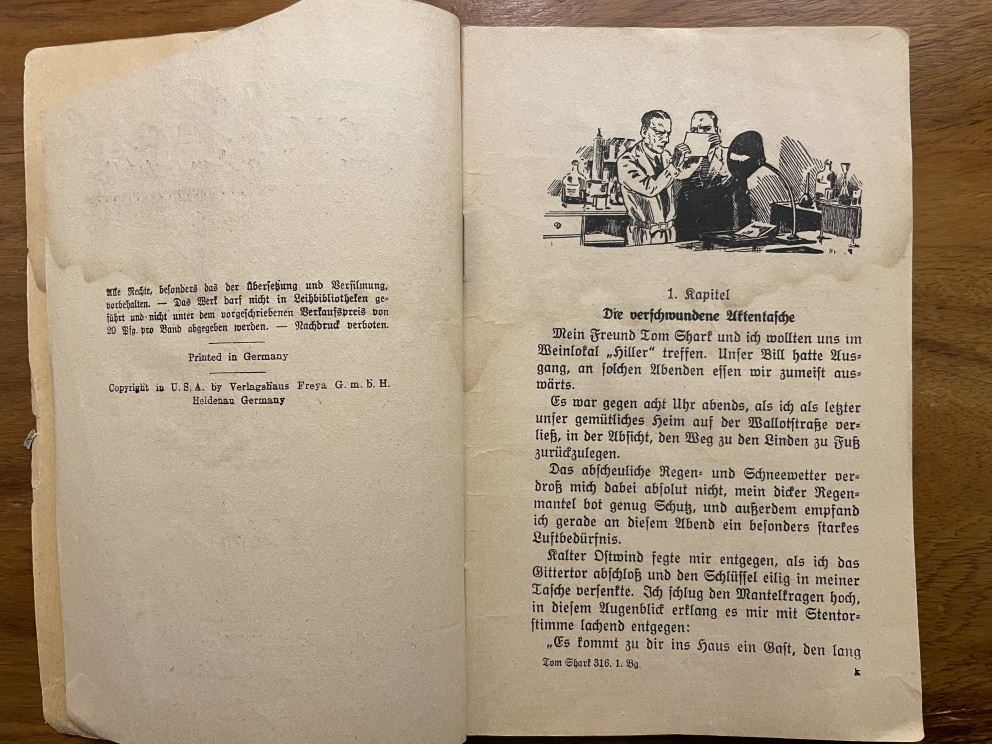 Alle Rechte, besonders das der Übersetzung und Verfilmung,
vorbehalten. — Das Werk darf nicht in Leihbibliotheken ge-
führt und nicht unter dem vorgeschriebenen Verkaufspreis von
20 Pfg. pro Band abgegeben werden. — Nachdruck verboten.
Printed in Germany
Copyright in U. S. A. by Verlagshaus Freya G. m. b. H.
Heidenau Germany
1. Kapitel
Die verschwundene Aktentasche
Mein Freund Tom Shark und ich wollten uns im
Weinlokal „Hiller“ treffen. Unser Bill hatte Aus-
gang, an solchen Abenden essen wir zumeist aus-
wärts.
Es war gegen acht Uhr abends, als ich als letzter
unser gemütliches Heim auf der Wallotstraße ver-
ließ, in der Absicht, den Weg zu den Linden zu Fuß
zurückzulegen.
Das abscheuliche Regen- und Schneewetter ver-
droß mich dabei absolut nicht, mein dicker Regen-
mantel bot genug Schutz, und außerdem empfand
ich gerade an diesem Abend ein besonders starkes
Luftbedürfnis.
Kalter Ostwind fegte mir entgegen, als ich das
Gittertor abschloß und den Schlüssel eilig in meiner
Tasche versenkte. Ich schlug den Mantelkragen hoch,
in diesem Augenblick erklang es mir mit Stentor-
stimme lachend entgegen:
„Es kommt zu dir ins Haus ein Gast, den lang
Tom Shark 316. 1. Bg.
k